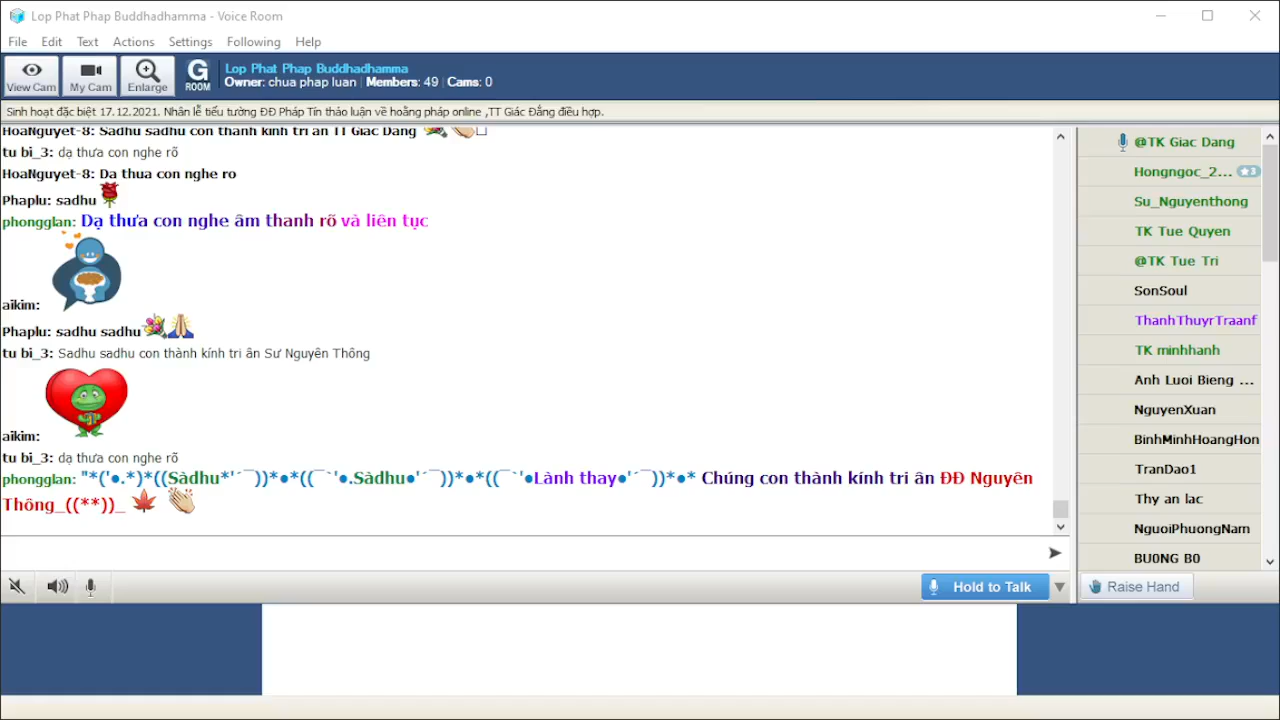 Lop Phat Phap Buddhadhamma - Voice Room
File Edit Text Actions Settings Following Help
View Cam My Cam Enlarge G ROOM
Lop Phat Phap Buddhadhamma
Owner: chua phap luan Members: 49 Cams: 0
Sinh hoạt đặc biệt 17.12.2021. Nhân lễ tiểu tường ĐĐ Pháp Tín thảo luận về hoằng pháp online ,TT Giác Đẳng điều hợp.
HoaNguyet-8: Sadhu sadhu con thành kính tri ân TT Giác Đẳng
tu bi_3: dạ thưa con nghe rõ
HoaNguyet-8: Da thua con nghe ro
Phaplu: sadhu
phongglan: Dạ thưa con nghe âm thanh rõ và liên tục
aikim:
Phaplu: sadhu sadhu
tu bi_3: Sadhu sadhu con thành kính tri ân Sư Nguyên Thông
aikim:
tu bi_3: dạ thưa con nghe rõ
phongglan: "*('●.*)*((Sàdhu*'´¯))*●*((¯`'●.Sàdhu●'´¯))*●*((¯`'●Lành thay●'´¯))*●* Chúng con thành kính tri ân ĐĐ Nguyên
Thông_((**))_
@TK Giac Dang
Hongngoc_2... 3
Su_Nguyenthong
TK Tue Quyen
@TK Tue Tri
SonSoul
ThanhThuyrTraanf
TK minhhanh
Anh Luoi Bieng ...
NguyenXuan
BinhMinhHoangHon
TranDao1
Thy an lac
NguoiPhuongNam
BU0NG B0
Hold to Talk
Raise Hand